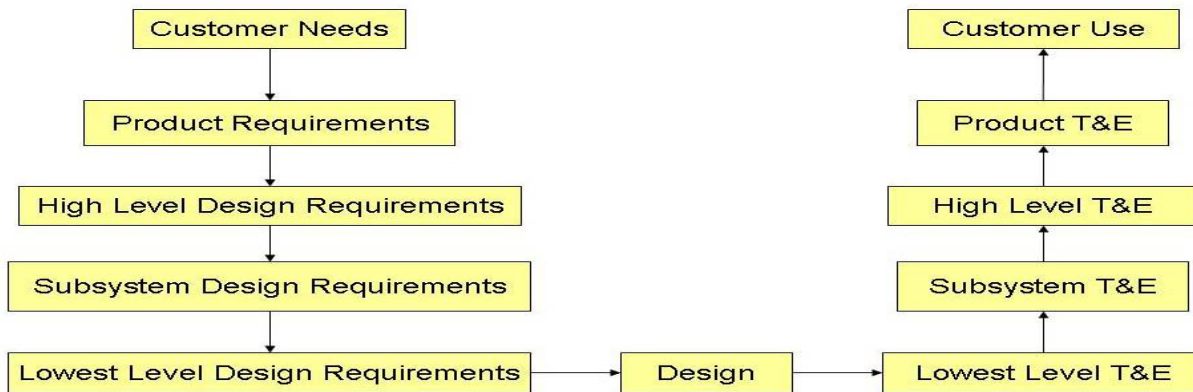 Customer Needs
Product Requirements
High Level Design Requirements
Subsystem Design Requirements
Lowest Level Design Requirements
Design
Lowest Level T&E
Subsystem T&E
High Level T&E
Product T&E
Customer Use